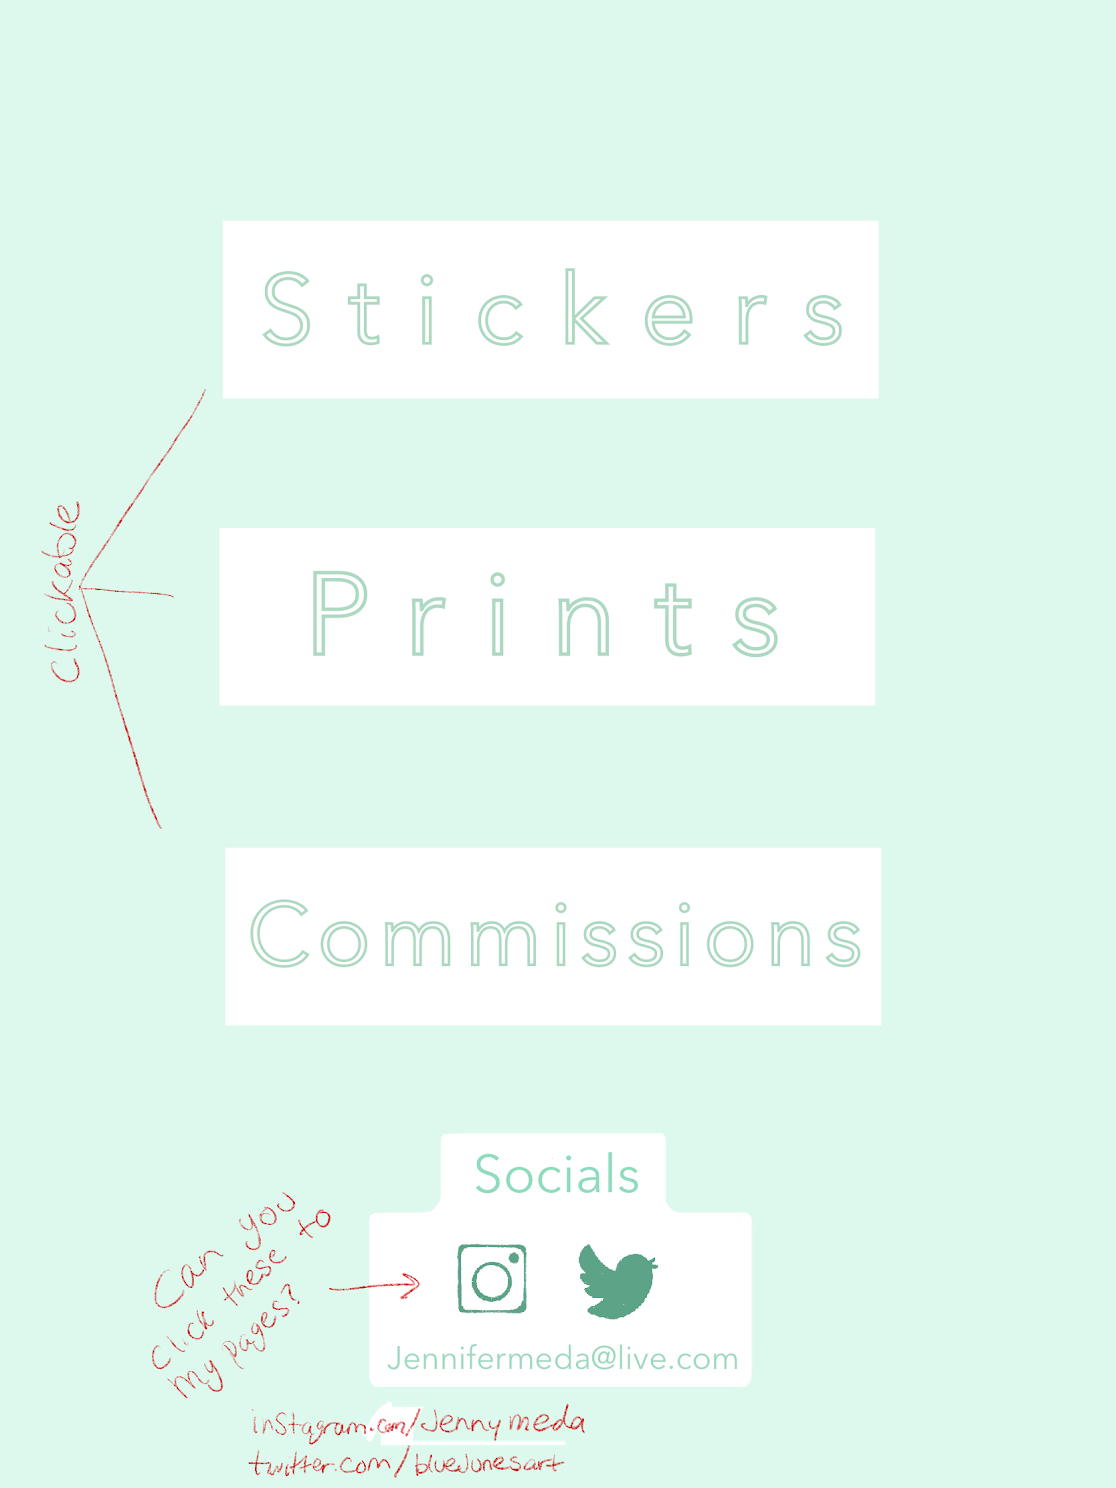 Stickers
clickable
Prints
Commissions
Socials
Can you
click these to
my pages?
Jennifermeda@live.com
instagram.com/Jennymeda
twitter.com/bluejunesart